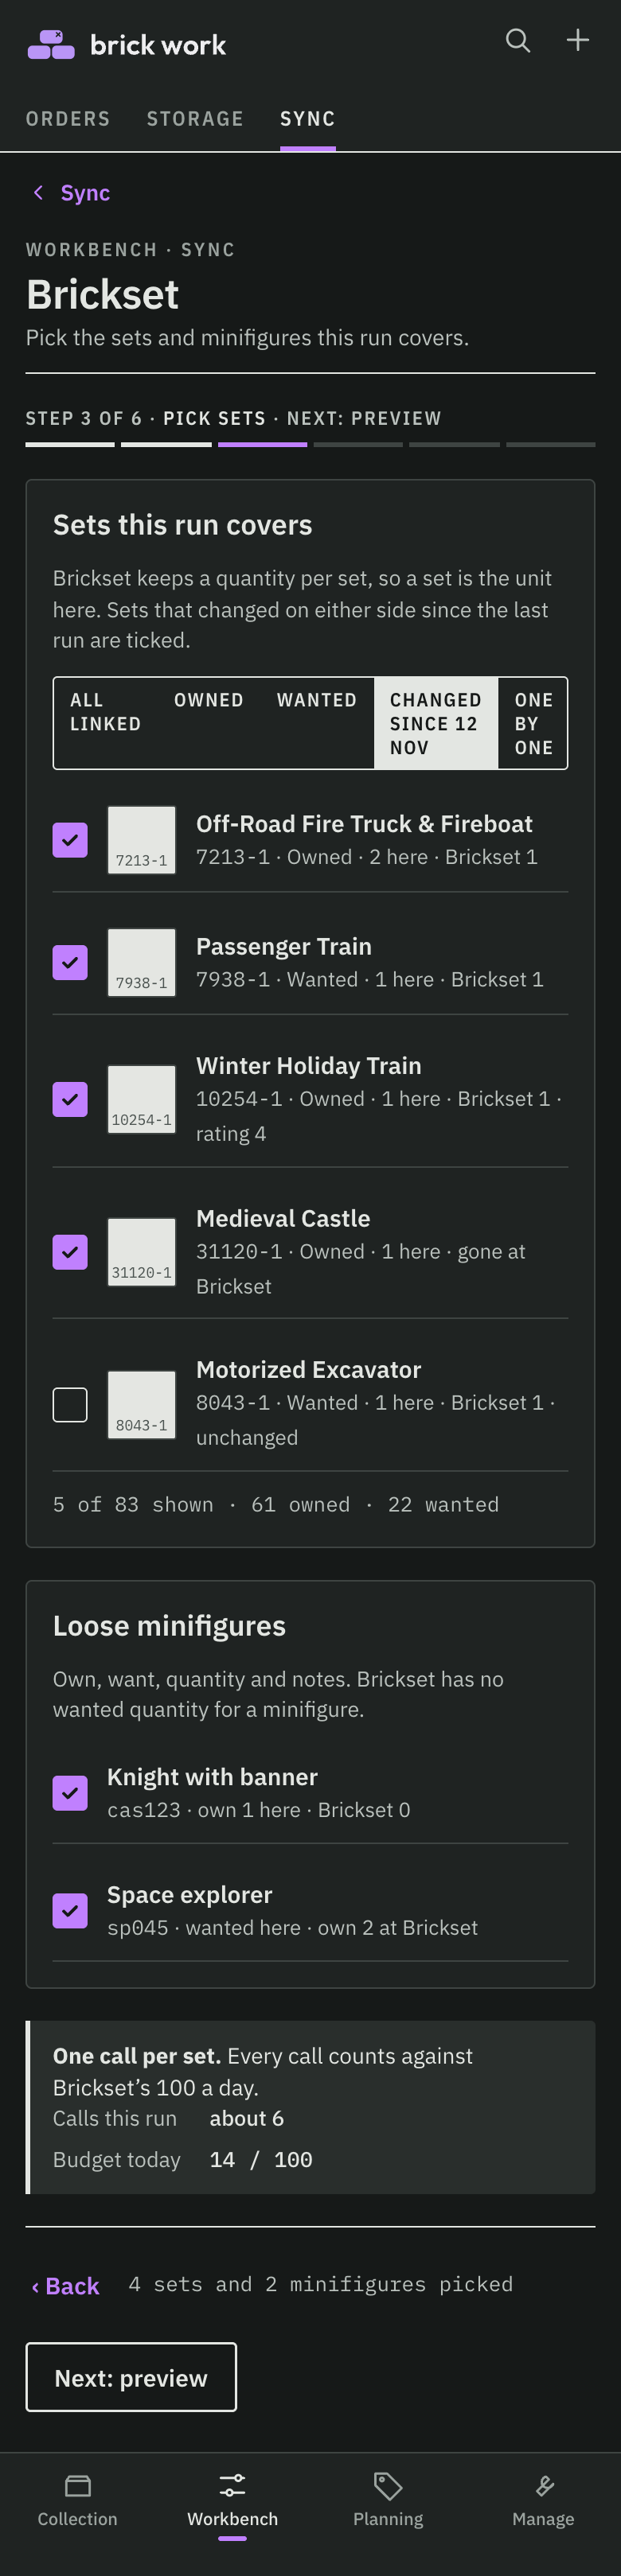 brick work
ORDERS STORAGE SYNC
Sync
WORKBENCH · SYNC
Brickset
Pick the sets and minifigures this run covers.
STEP 3 OF 6 · PICK SETS · NEXT: PREVIEW
Sets this run covers
Brickset keeps a quantity per set, so a set is the unit
here. Sets that changed on either side since the last
run are ticked.
ALL
LINKED
OWNED
WANTED
CHANGED
SINCE 12
NOV
ONE
BY
ONE
7213-1
Off-Road Fire Truck & Fireboat
7213-1 · Owned · 2 here · Brickset 1
7938-1
Passenger Train
7938-1 · Wanted · 1 here · Brickset 1
10254-1
Winter Holiday Train
10254-1 · Owned · 1 here · Brickset 1 ·
rating 4
31120-1
Medieval Castle
31120-1 · Owned · 1 here · gone at
Brickset
8043-1
Motorized Excavator
8043-1 · Wanted · 1 here · Brickset 1 ·
unchanged
5 of 83 shown · 61 owned · 22 wanted
Loose minifigures
Own, want, quantity and notes. Brickset has no
wanted quantity for a minifigure.
Knight with banner
cas123 · own 1 here · Brickset 0
Space explorer
sp045 · wanted here · own 2 at Brickset
One call per set. Every call counts against
Brickset’s 100 a day.
Calls this run about 6
Budget today 14 / 100
‹ Back 4 sets and 2 minifigures picked
Next: preview
Collection Workbench Planning Manage